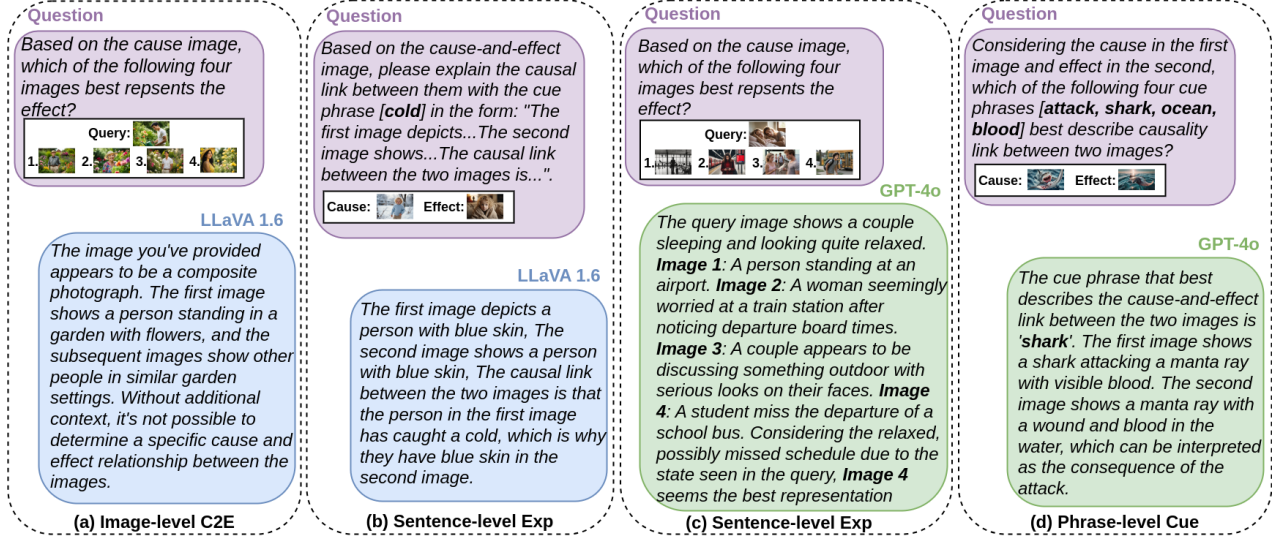 Question
Based on the cause image,
which of the following four
images best repsents the
effect?
Query:
1. 2. 3. 4.
LLaVA 1.6
The image you've provided
appears to be a composite
photograph. The first image
shows a person standing in a
garden with flowers, and the
subsequent images show other
people in similar garden
settings. Without additional
context, it's not possible to
determine a specific cause and
effect relationship between the
images.
(a) Image-level C2E
Question
Based on the cause-and-effect
image, please explain the causal
link between them with the cue
phrase [cold] in the form: "The
first image depicts...The second
image shows...The causal link
between the two images is...".
Cause: Effect:
LLaVA 1.6
The first image depicts a
person with blue skin, The
second image shows a person
with blue skin, The causal link
between the two images is that
the person in the first image
has caught a cold, which is why
they have blue skin in the
second image.
(b) Sentence-level Exp
Question
Based on the cause image,
which of the following four
images best repsents the
effect?
Query:
1. 2. 3. 4.
GPT-4o
The query image shows a couple
sleeping and looking quite relaxed.
Image 1: A person standing at an
airport. Image 2: A woman seemingly
worried at a train station after
noticing departure board times.
Image 3: A couple appears to be
discussing something outdoor with
serious looks on their faces. Image
4: A student miss the departure of a
school bus. Considering the relaxed,
possibly missed schedule due to the
state seen in the query, Image 4
seems the best representation
(c) Sentence-level Exp
Question
Considering the cause in the first
image and effect in the second,
which of the following four cue
phrases [attack, shark, ocean,
blood] best describe causality
link between two images?
Cause: Effect:
GPT-4o
The cue phrase that best
describes the cause-and-effect
link between the two images is
'shark'. The first image shows
a shark attacking a manta ray
with visible blood. The second
image shows a manta ray with
a wound and blood in the
water, which can be interpreted
as the consequence of the
attack.
(d) Phrase-level Cue